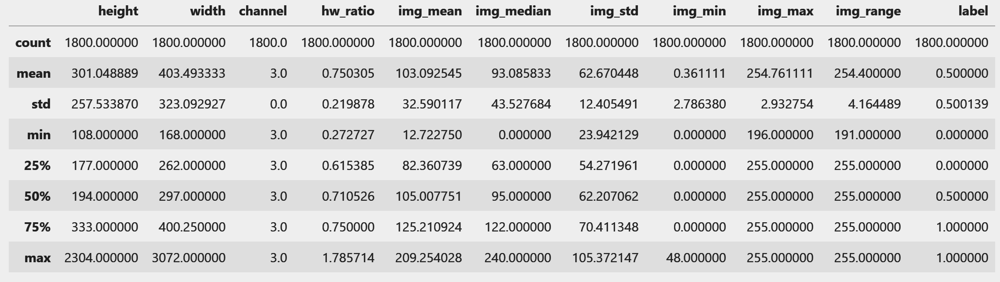 height width channel hw_ratio img_mean img_median img_std img_min img_max img_range label
count 1800.000000 1800.000000 1800.0 1800.000000 1800.000000 1800.000000 1800.000000 1800.000000 1800.000000 1800.000000 1800.000000
mean 301.048889 403.493333 3.0 0.750305 103.092545 93.085833 62.670448 0.361111 254.761111 254.400000 0.500000
std 257.533870 323.092927 0.0 0.219878 32.590117 43.527684 12.405491 2.786380 2.932754 4.164489 0.500139
min 108.000000 168.000000 3.0 0.272727 12.722750 0.000000 23.942129 0.000000 196.000000 191.000000 0.000000
25% 177.000000 262.000000 3.0 0.615385 82.360739 63.000000 54.271961 0.000000 255.000000 255.000000 0.000000
50% 194.000000 297.000000 3.0 0.710526 105.007751 95.000000 62.207062 0.000000 255.000000 255.000000 0.500000
75% 333.000000 400.250000 3.0 0.750000 125.210924 122.000000 70.411348 0.000000 255.000000 255.000000 1.000000
max 2304.000000 3072.000000 3.0 1.785714 209.254028 240.000000 105.372147 48.000000 255.000000 255.000000 1.000000